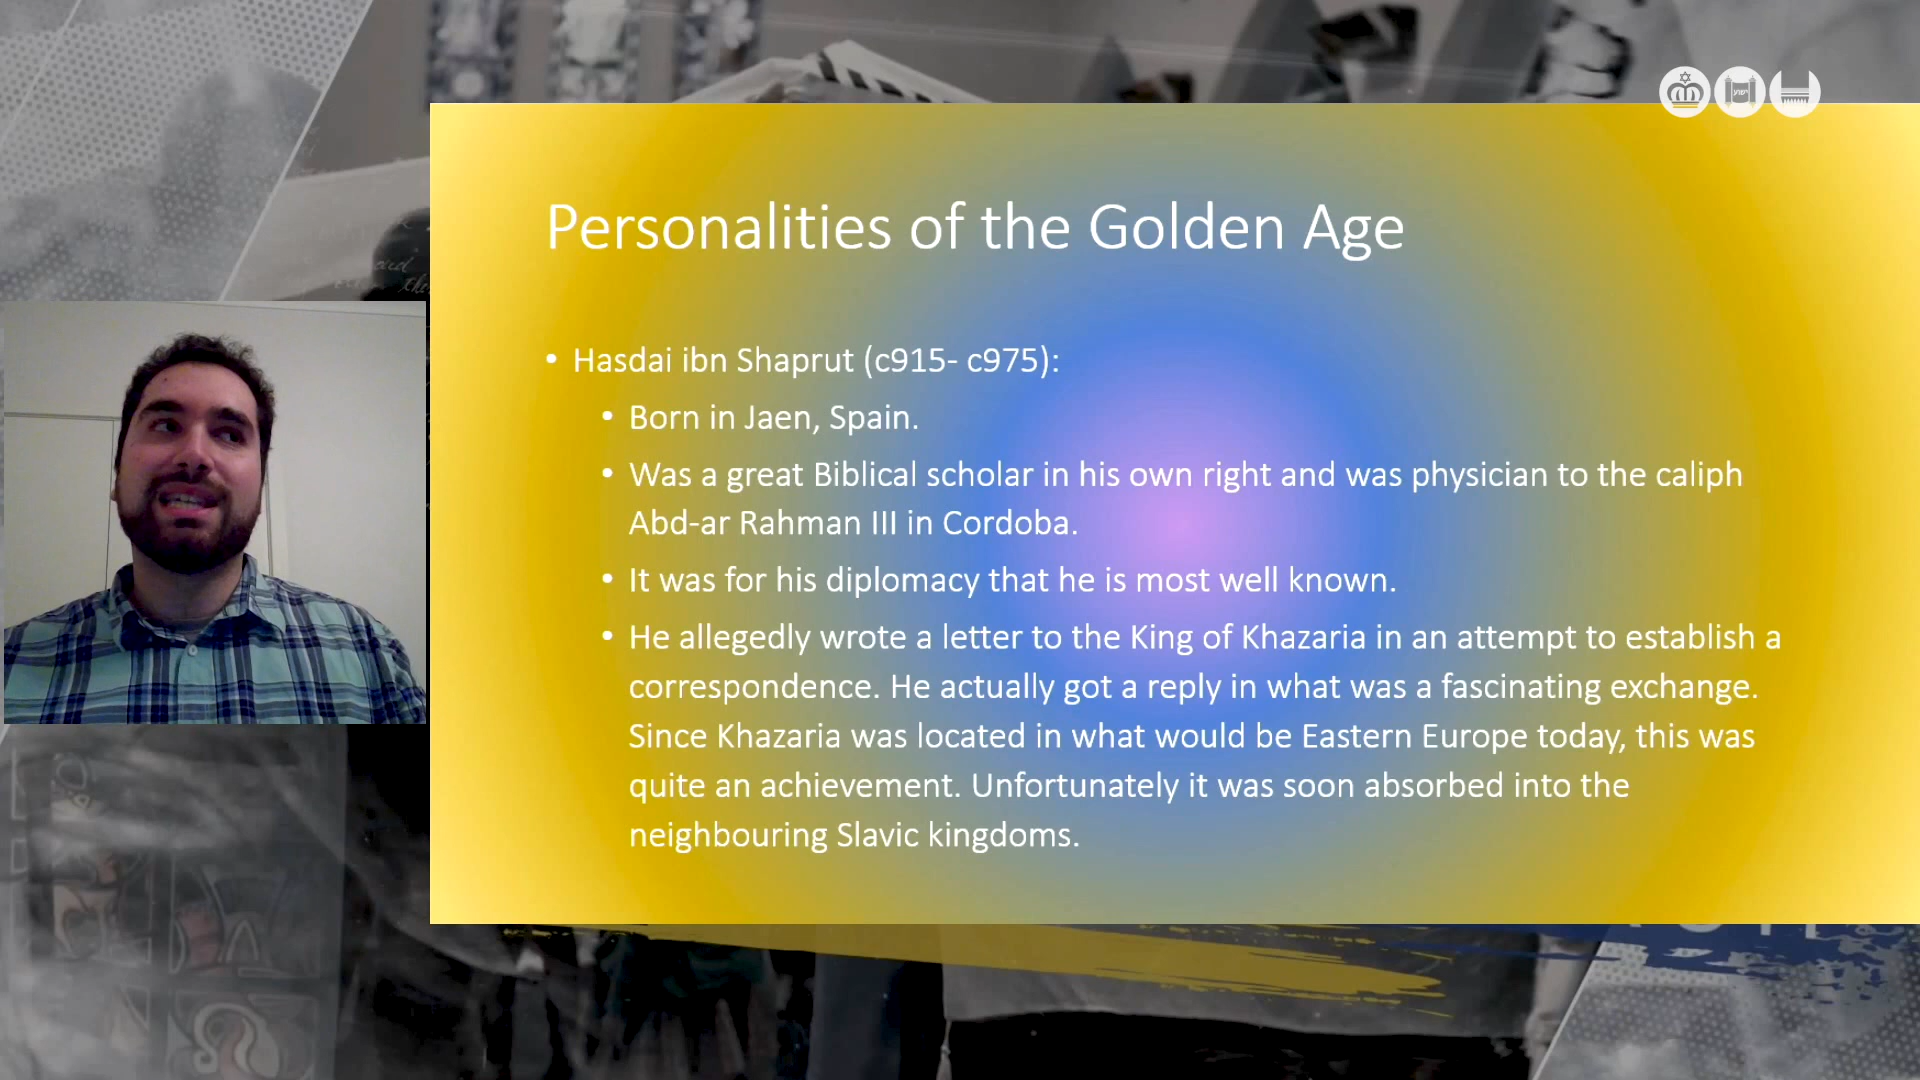 Personalities of the Golden Age
• Hasdai ibn Shaprut (c915- c975):
• Born in Jaen, Spain.
• Was a great Biblical scholar in his own right and was physician to the caliph
Abd-ar Rahman III in Cordoba.
• It was for his diplomacy that he is most well known.
• He allegedly wrote a letter to the King of Khazaria in an attempt to establish a
correspondence. He actually got a reply in what was a fascinating exchange.
Since Khazaria was located in what would be Eastern Europe today, this was
quite an achievement. Unfortunately it was soon absorbed into the
neighbouring Slavic kingdoms.